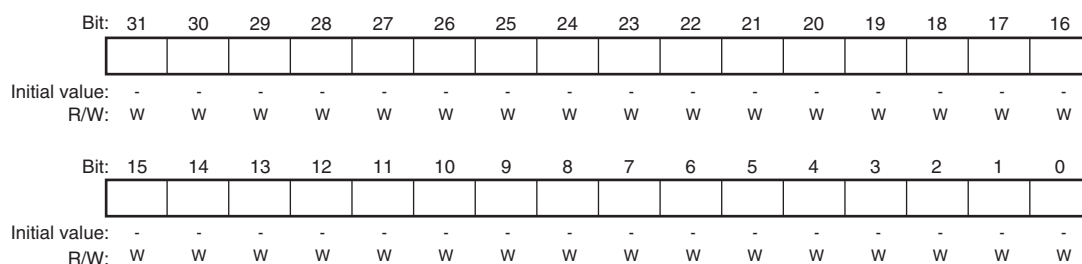 Bit: 31 30 29 28 27 26 25 24 23 22 21 20 19 18 17 16
Initial value: - - - - - - - - - - - - - - - -
R/W: W W W W W W W W W W W W W W W W
Bit: 15 14 13 12 11 10 9 8 7 6 5 4 3 2 1 0
Initial value: - - - - - - - - - - - - - - - -
R/W: W W W W W W W W W W W W W W W W